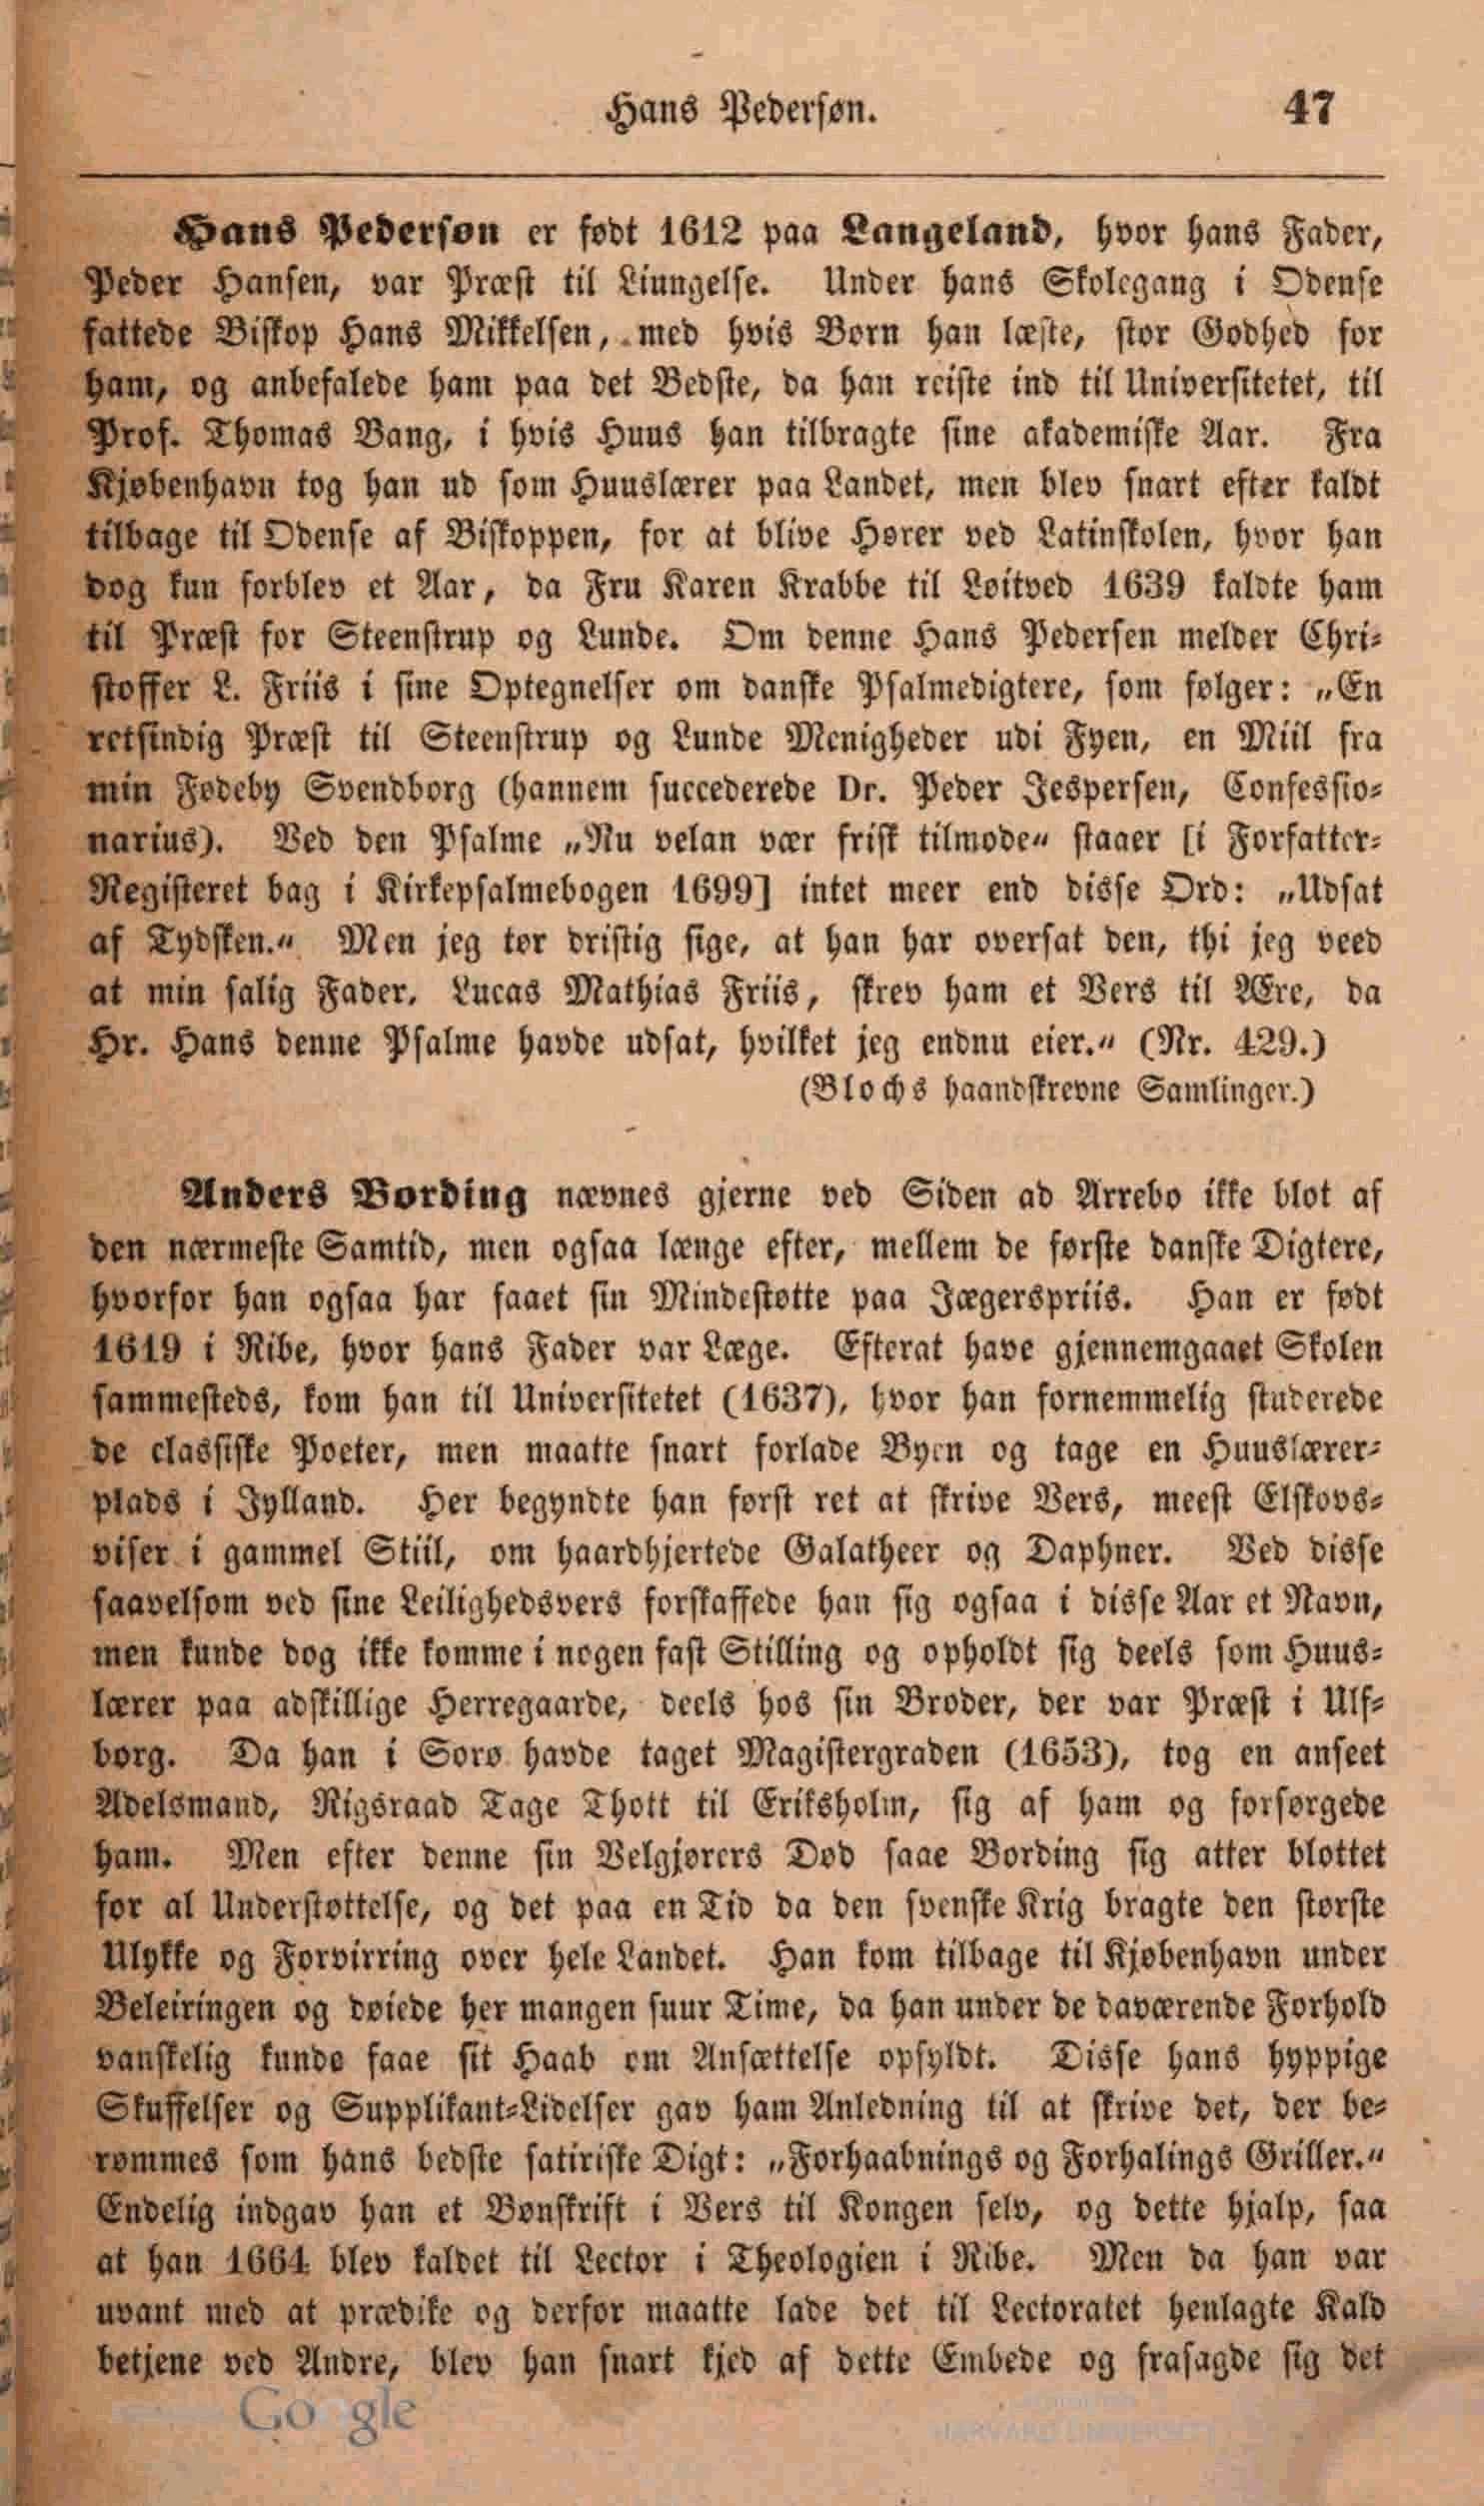 Hans Pedersøn.
47
Hans Pedersøn er født 1612 paa Langeland, hvor hans Fader,
Peder Hansen, var Præst til Liungelse. Under hans Skolegang i Odense
fattede Biskop Hans Mikkelsen, med hvis Børn han læste, stor Godhed for
ham, og anbefalede ham paa det Bedste, da han reiste ind til Universitetet, til
Prof. Thomas Bang, i hvis Huus han tilbragte sine akademiske Aar. Fra
Kjøbenhavn tog han ud som Huuslærer paa Landet, men blev snart efter kaldt
tilbage til Odense af Biskoppen, for at blive Hører ved Latinskolen, hvor han
dog kun forblev et Aar, da Fru Karen Krabbe til Løitved 1639 kaldte ham
til Præst for Steenstrup og Lunde. Om denne Hans Pedersen melder Chri-
stoffer L. Friis i sine Optegnelser om danske Psalmedigtere, som følger: „En
retsindig Præst til Steenstrup og Lunde Menigheder udi Fyen, en Miil fra
min Fødeby Svendborg (hannem succederede Dr. Peder Jespersen, Confessio-
narius). Ved den Psalme „Nu velan vær frisk tilmode“ staaer [i Forfatter-
Registeret bag i Kirkepsalmebogen 1699] intet meer end disse Ord: „Udsat
af Tydsken.“ Men jeg tør dristig sige, at han har oversat den, thi jeg veed
at min salig Fader, Lucas Mathias Friis, skrev ham et Vers til Ære, da
Hr. Hans denne Psalme havde udsat, hvilket jeg endnu eier.“ (Nr. 429.)
(Blochs haandskrevne Samlinger.)
Anders Bording nævnes gjerne ved Siden ad Arrebo ikke blot af
den nærmeste Samtid, men ogsaa længe efter, mellem de første danske Digtere,
hvorfor han ogsaa har faaet sin Mindestøtte paa Jægerspriis. Han er født
1619 i Ribe, hvor hans Fader var Læge. Efterat have gjennemgaaet Skolen
sammesteds, kom han til Universitetet (1637), hvor han fornemmelig studerede
de classiske Poeter, men maatte snart forlade Byen og tage en Huuslærer-
plads i Jylland. Her begyndte han først ret at skrive Vers, meest Elskovs-
viser i gammel Stiil, om haardhjertede Galatheer og Daphner. Ved disse
saavelsom ved sine Leilighedsvers forskaffede han sig ogsaa i disse Aar et Navn,
men kunde dog ikke komme i nogen fast Stilling og opholdt sig deels som Huus-
lærer paa adskillige Herregaarde, deels hos sin Broder, der var Præst i Ulf-
borg. Da han i Sorø havde taget Magistergraden (1653), tog en anseet
Adelsmand, Rigsraad Tage Thott til Eriksholm, sig af ham og forsørgede
ham. Men efter denne sin Velgjørers Død saae Bording sig atter blottet
for al Understøttelse, og det paa en Tid da den svenske Krig bragte den største
Ulykke og Forvirring over hele Landet. Han kom tilbage til Kjøbenhavn under
Beleiringen og døiede her mangen suur Time, da han under de daværende Forhold
vanskelig kunde faae sit Haab om Ansættelse opfyldt. Disse hans hyppige
Skuffelser og Supplikant-Lidelser gav ham Anledning til at skrive det, der be-
rømmes som hans bedste satiriske Digt: „Forhaabnings og Forhalings Griller.“
Endelig indgav han et Bønskrift i Vers til Kongen selv, og dette hjalp, saa
at han 1664 blev kaldet til Lector i Theologien i Ribe. Men da han var
uvant med at prædike og derfor maatte lade det til Lectoratet henlagte Kald
betjene ved Andre, blev han snart kjed af dette Embede og frasagde sig det
Google
HARVARD UNIVERSITY